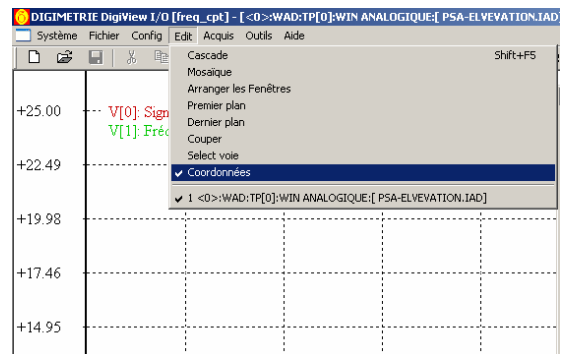 DIGIMETRIE DigiView I/O [freq_cpt] - [<0>:WAD:TP[0]:WIN ANALOGIQUE:[ PSA-ELVEVATION.IAD]
Système Fichier Config Edit Acquis Outils Aide
Cascade Shift+F5
Mosaïque
Arranger les Fenêtres
Premier plan
Dernier plan
Couper
Select voie
Coordonnées
1 <0>:WAD:TP[0]:WIN ANALOGIQUE:[ PSA-ELVEVATION.IAD]
+25.00
V[0]: Sign
V[1]: Fréq
+22.49
+19.98
+17.46
+14.95